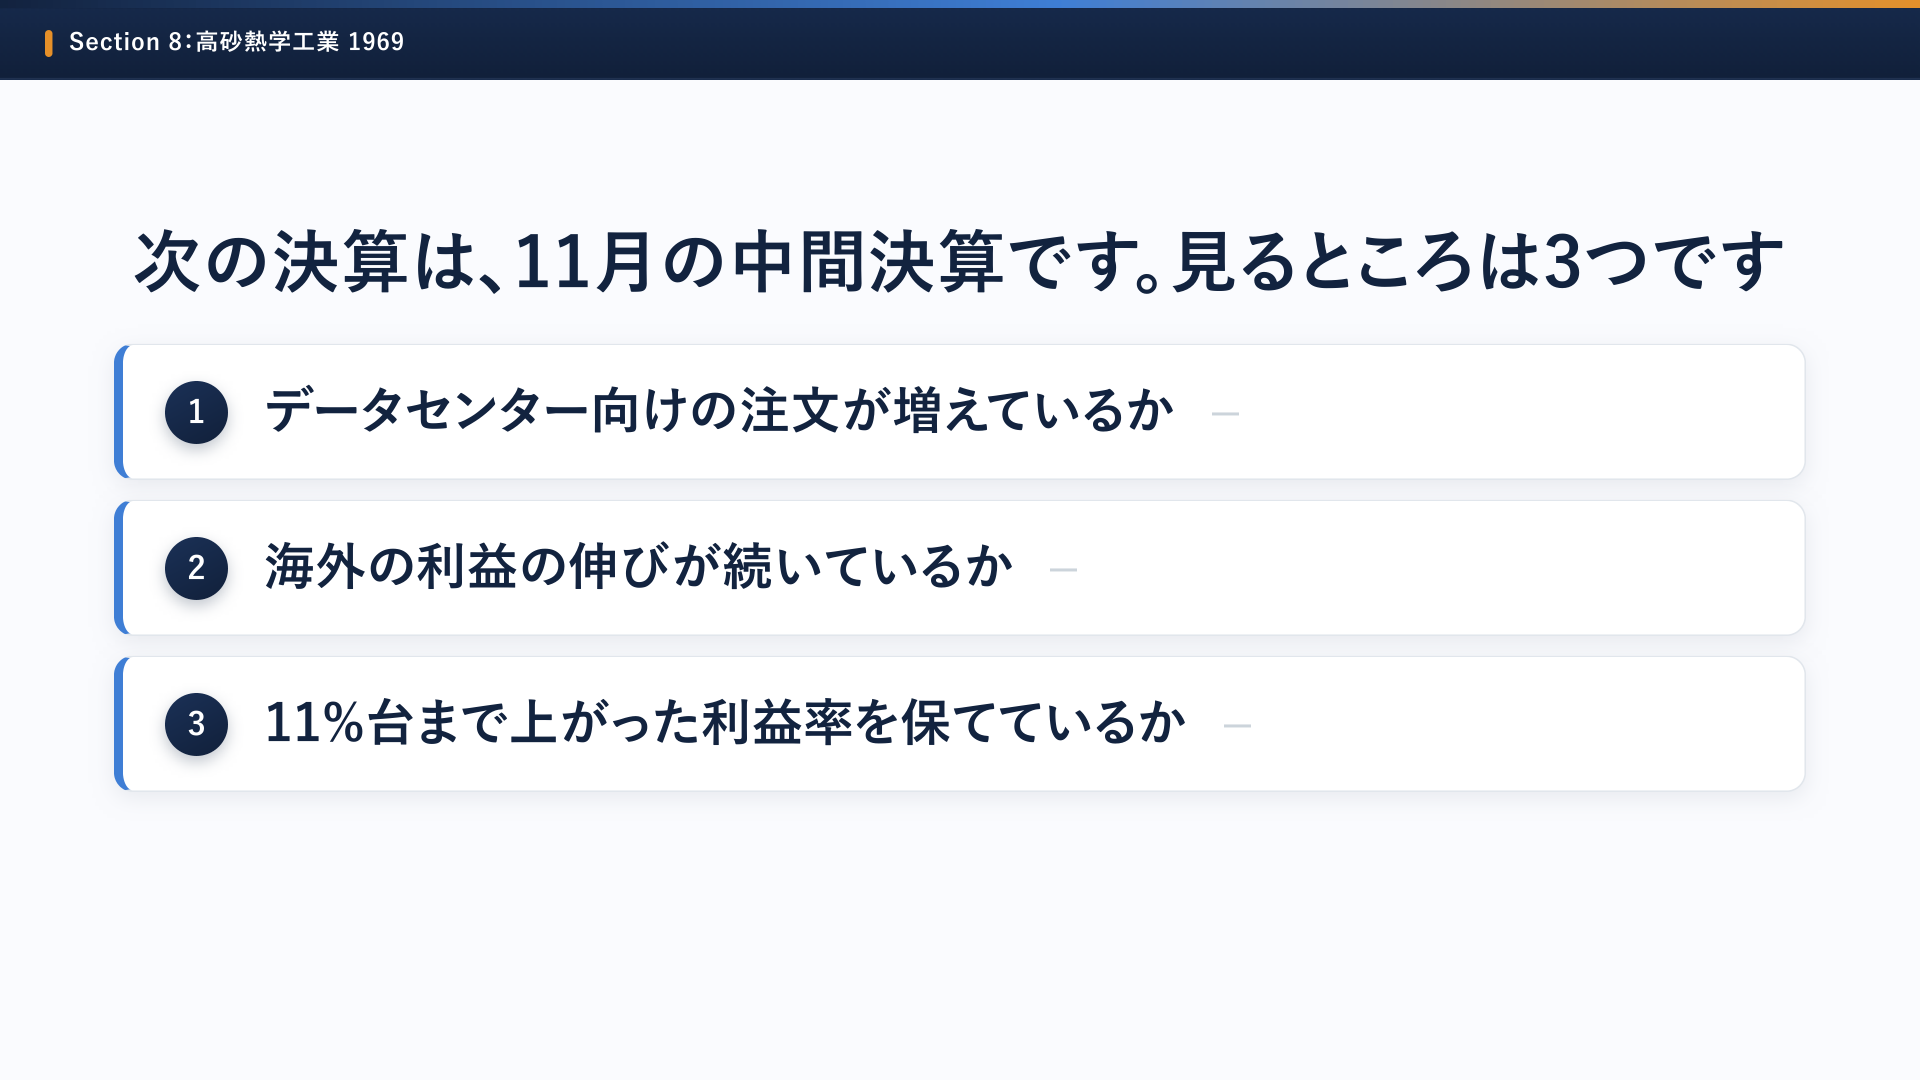 Section 8：高砂熱学工業 1969
次の決算は、11月の中間決算です。見るところは3つです
1 データセンター向けの注文が増えているか —
2 海外の利益の伸びが続いているか —
3 11%台まで上がった利益率を保てているか —